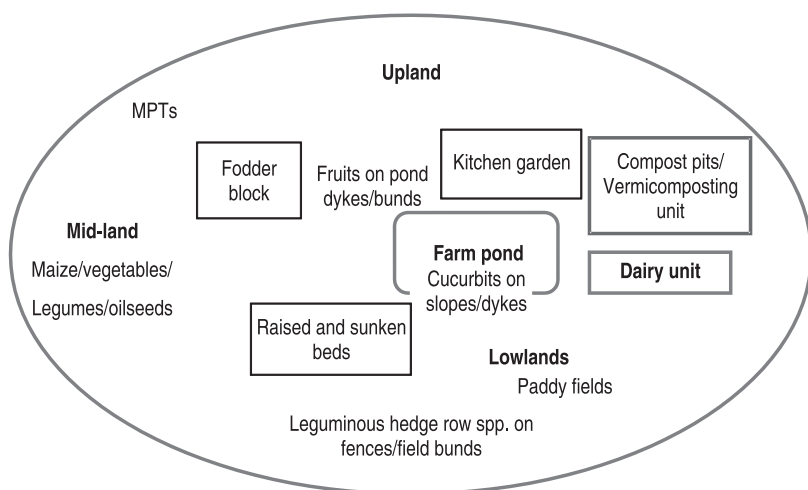 Upland
MPTs
Fodder
block
Fruits on pond
dykes/bunds
Kitchen garden
Compost pits/
Vermicomposting
unit
Mid-land
Maize/vegetables/
Legumes/oilseeds
Farm pond
Cucurbits on
slopes/dykes
Dairy unit
Raised and sunken
beds
Lowlands
Paddy fields
Leguminous hedge row spp. on
fences/field bunds